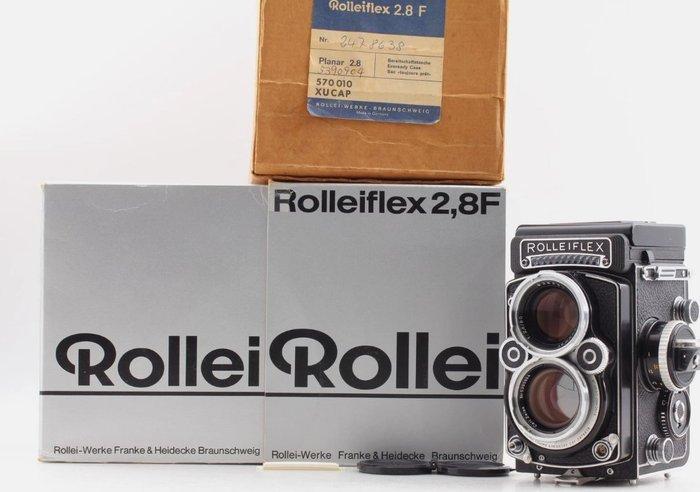 Rolleiflex 2.8 F
Nr. 2478638
Planar 2.8
5390904
Bereitschaftstasche
Eveready Case
Sac «toujours prêt»
570 010
XUCAP
ROLLEI-WERKE-BRAUNSCHWEIG
Made in Germany
Rolleiflex 2,8F
Rollei
Rollei
Rollei-Werke Franke & Heidecke Braunschweig
Rollei-Werke Franke & Heidecke Braunschweig
ROLLEIFLEX